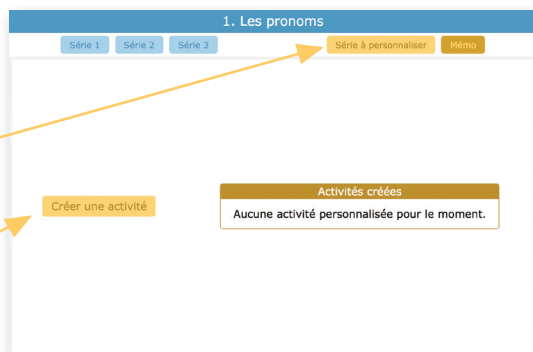 1. Les pronoms
Série 1 Série 2 Série 3 Série à personnaliser Mémo
Créer une activité
Activités créées
Aucune activité personnalisée pour le moment.